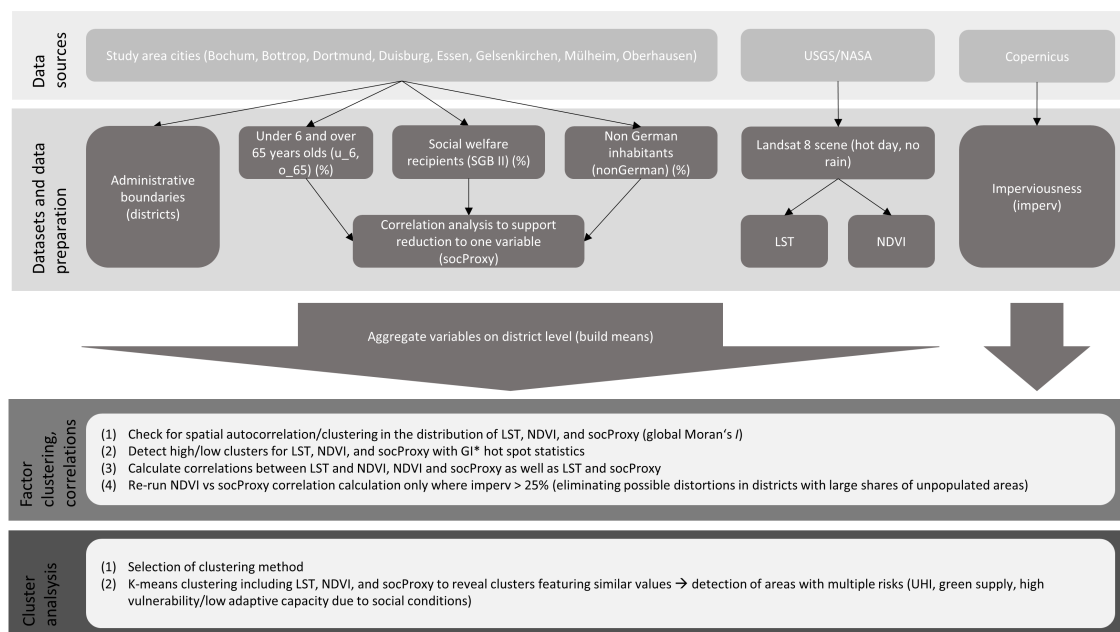 Data
sources
Study area cities (Bochum, Bottrop, Dortmund, Duisburg, Essen, Gelsenkirchen, Mülheim, Oberhausen)
USGS/NASA
Copernicus
Datasets and data
preparation
Administrative
boundaries
(districts)
Under 6 and over
65 years olds (u_6,
o_65) (%)
Social welfare
recipients (SGB II) (%)
Non German
inhabitants
(nonGerman) (%)
Correlation analysis to support
reduction to one variable
(socProxy)
Landsat 8 scene (hot day, no
rain)
LST
NDVI
Imperviousness
(imperv)
Aggregate variables on district level (build means)
Factor
clustering,
correlations
(1) Check for spatial autocorrelation/clustering in the distribution of LST, NDVI, and socProxy (global Moran's I)
(2) Detect high/low clusters for LST, NDVI, and socProxy with GI* hot spot statistics
(3) Calculate correlations between LST and NDVI, NDVI and socProxy as well as LST and socProxy
(4) Re-run NDVI vs socProxy correlation calculation only where imperv > 25% (eliminating possible distortions in districts with large shares of unpopulated areas)
Cluster
analysis
(1) Selection of clustering method
(2) K-means clustering including LST, NDVI, and socProxy to reveal clusters featuring similar values → detection of areas with multiple risks (UHI, green supply, high
vulnerability/low adaptive capacity due to social conditions)